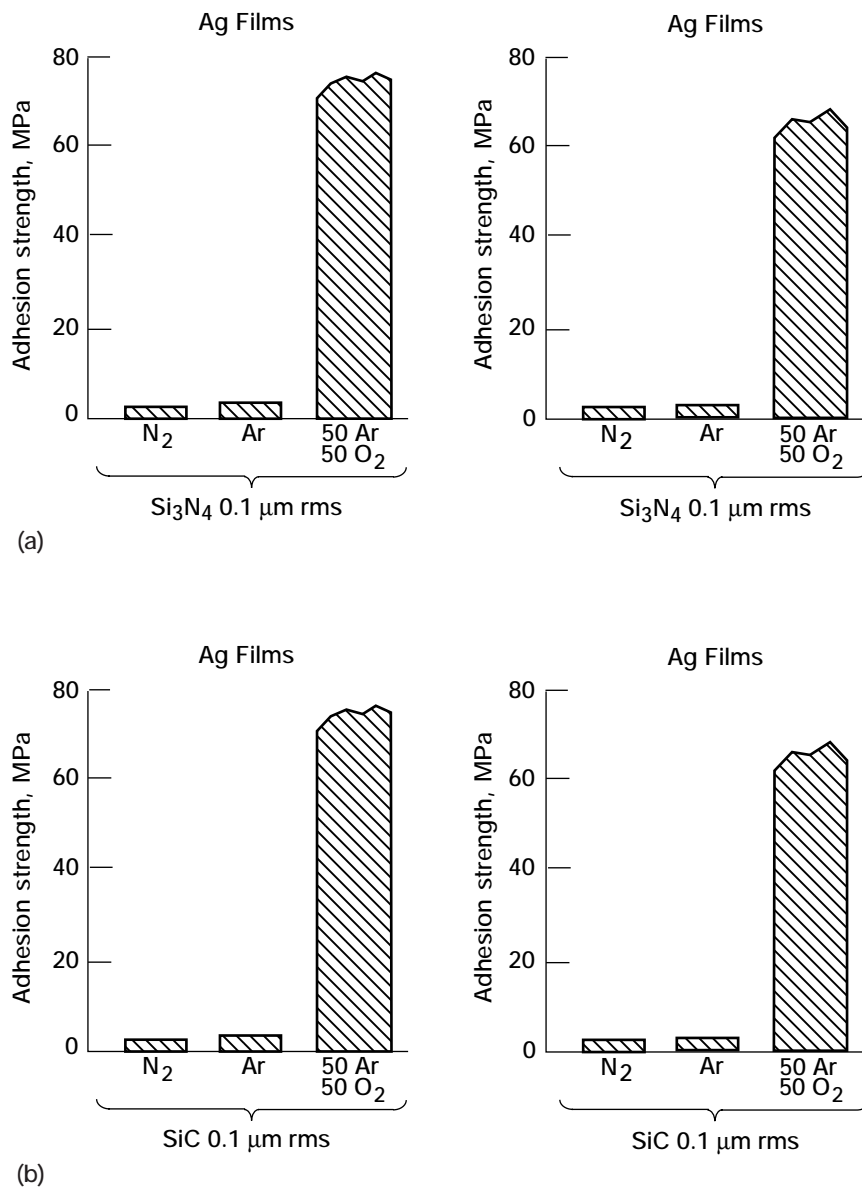 Ag Films
Adhesion strength, MPa
80
60
40
20
0
N2
Ar
50 Ar
50 O2
Si3N4 0.1 μm rms
Ag Films
Adhesion strength, MPa
80
60
40
20
0
N2
Ar
50 Ar
50 O2
Si3N4 0.1 μm rms
(a)
Ag Films
Adhesion strength, MPa
80
60
40
20
0
N2
Ar
50 Ar
50 O2
SiC 0.1 μm rms
Ag Films
Adhesion strength, MPa
80
60
40
20
0
N2
Ar
50 Ar
50 O2
SiC 0.1 μm rms
(b)